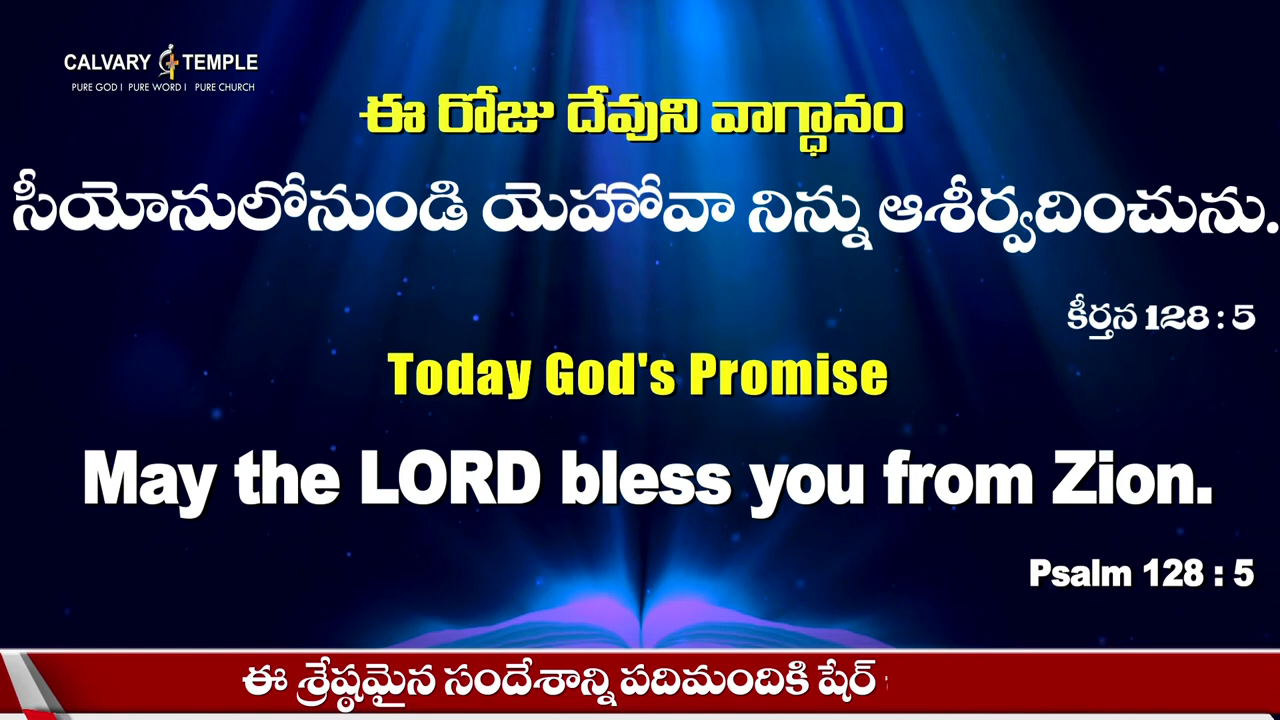 CALVARY TEMPLE
PURE GOD I PURE WORD I PURE CHURCH
ఈ రోజు దేవుని వాగ్ధానం
సీయోనులోనుండి యెహోవా నిన్ను ఆశీర్వదించును.
కీర్తన 128 : 5
Today God's Promise
May the LORD bless you from Zion.
Psalm 128 : 5
ఈ శ్రేష్ఠమైన సందేశాన్ని పదిమందికి షేర్